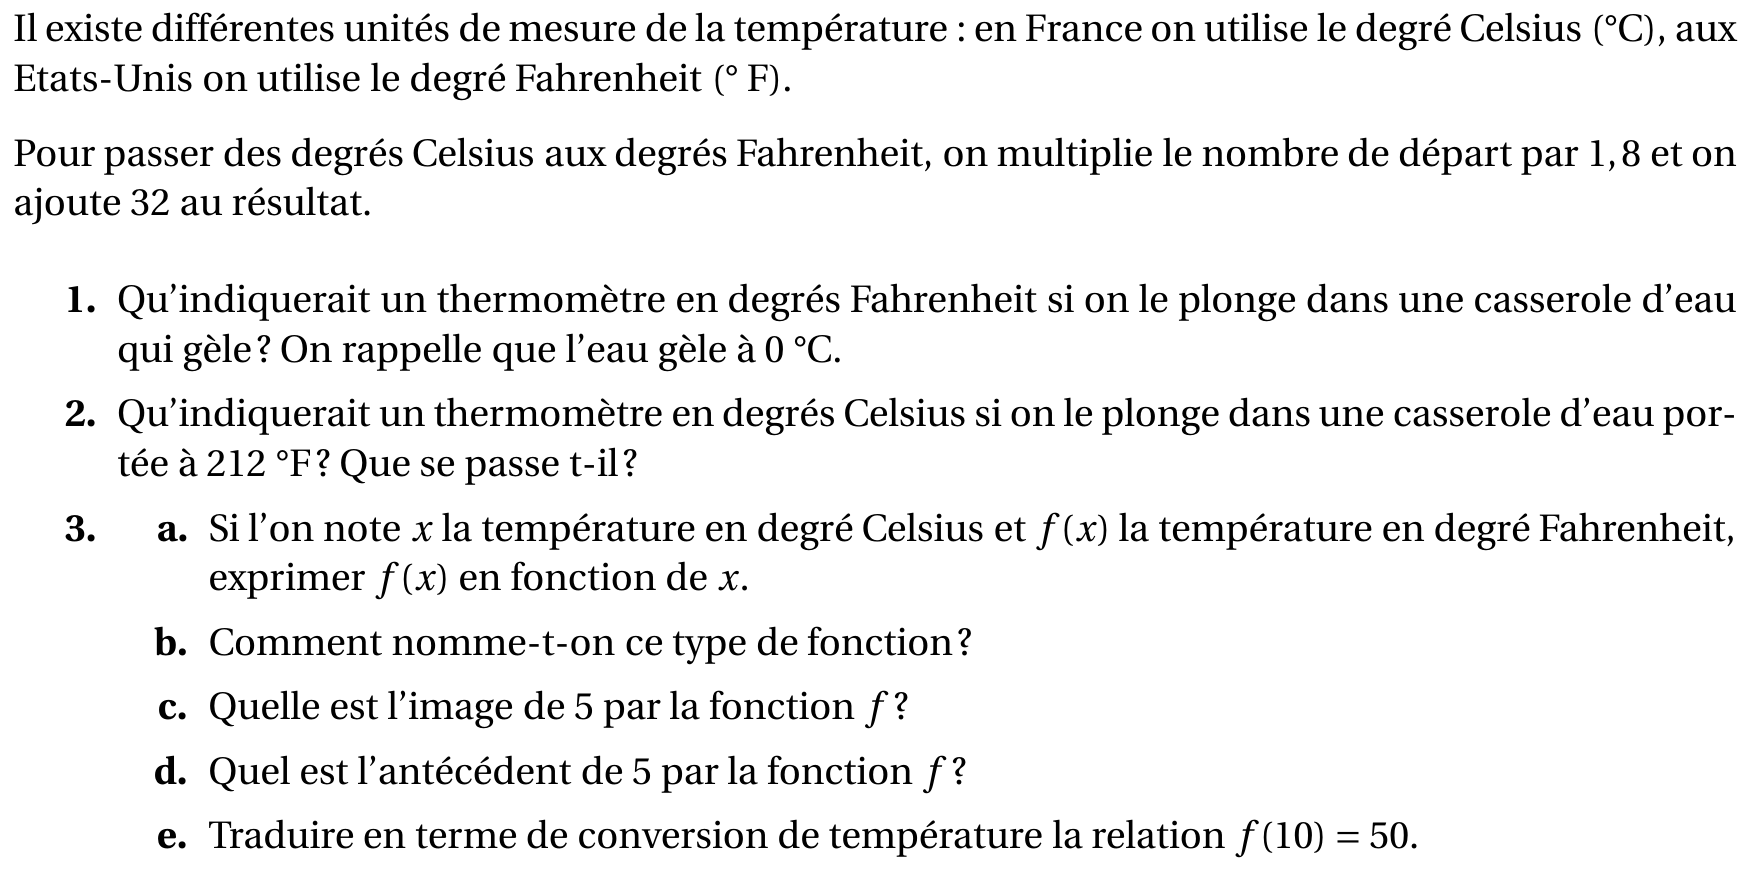 Il existe différentes unités de mesure de la température : en France on utilise le degré Celsius (°C), aux
Etats-Unis on utilise le degré Fahrenheit (° F).
Pour passer des degrés Celsius aux degrés Fahrenheit, on multiplie le nombre de départ par 1,8 et on
ajoute 32 au résultat.
1. Qu’indiquerait un thermomètre en degrés Fahrenheit si on le plonge dans une casserole d’eau
qui gèle ? On rappelle que l’eau gèle à 0 °C.
2. Qu’indiquerait un thermomètre en degrés Celsius si on le plonge dans une casserole d’eau por-
tée à 212 °F ? Que se passe t-il ?
3. a. Si l’on note x la température en degré Celsius et f(x) la température en degré Fahrenheit,
exprimer f(x) en fonction de x.
b. Comment nomme-t-on ce type de fonction ?
c. Quelle est l’image de 5 par la fonction f ?
d. Quel est l’antécédent de 5 par la fonction f ?
e. Traduire en terme de conversion de température la relation f(10) = 50.